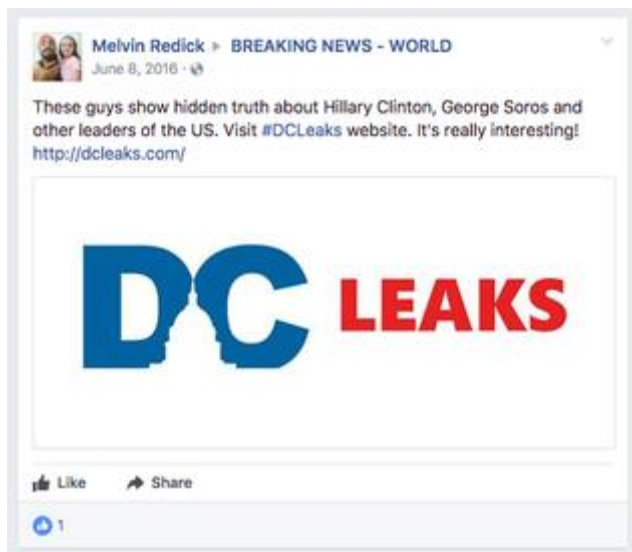 Melvin Redick ▸ BREAKING NEWS - WORLD
June 8, 2016 ·
These guys show hidden truth about Hillary Clinton, George Soros and
other leaders of the US. Visit #DCLeaks website. It's really interesting!
http://dcleaks.com/
DC LEAKS
Like Share
1